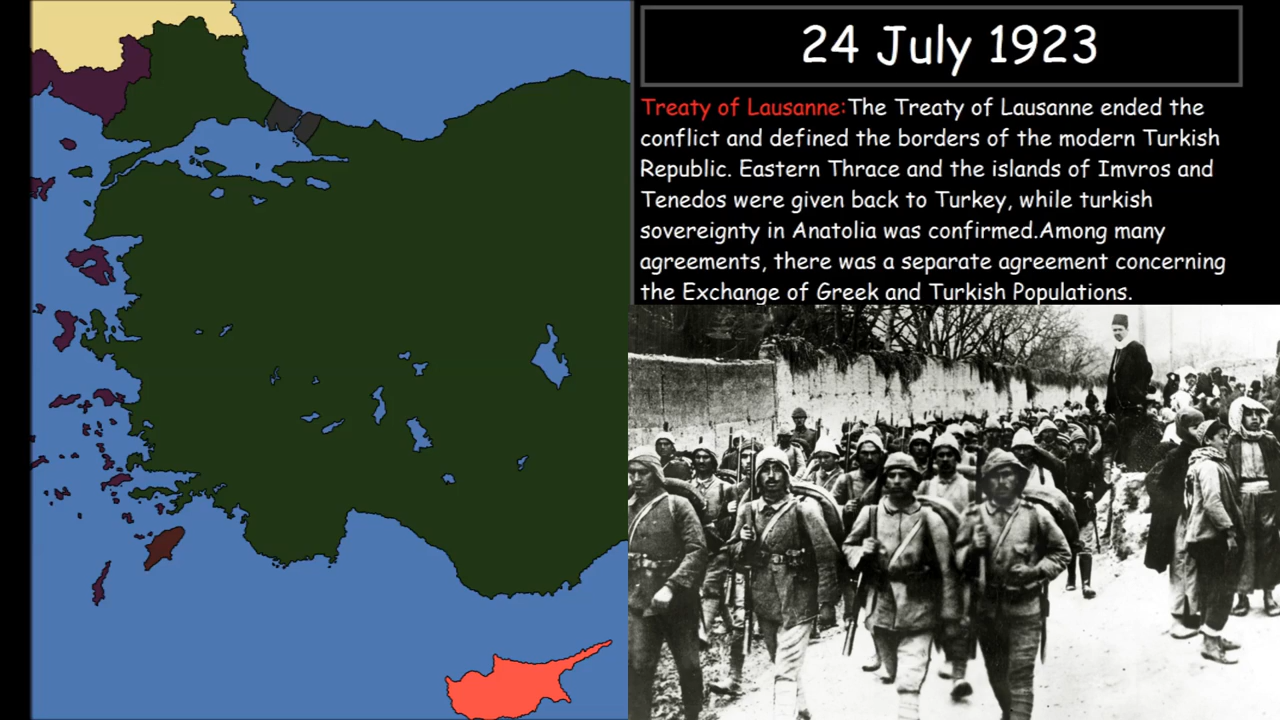 24 July 1923
Treaty of Lausanne:The Treaty of Lausanne ended the
conflict and defined the borders of the modern Turkish
Republic. Eastern Thrace and the islands of Imvros and
Tenedos were given back to Turkey, while turkish
sovereignty in Anatolia was confirmed.Among many
agreements, there was a separate agreement concerning
the Exchange of Greek and Turkish Populations.